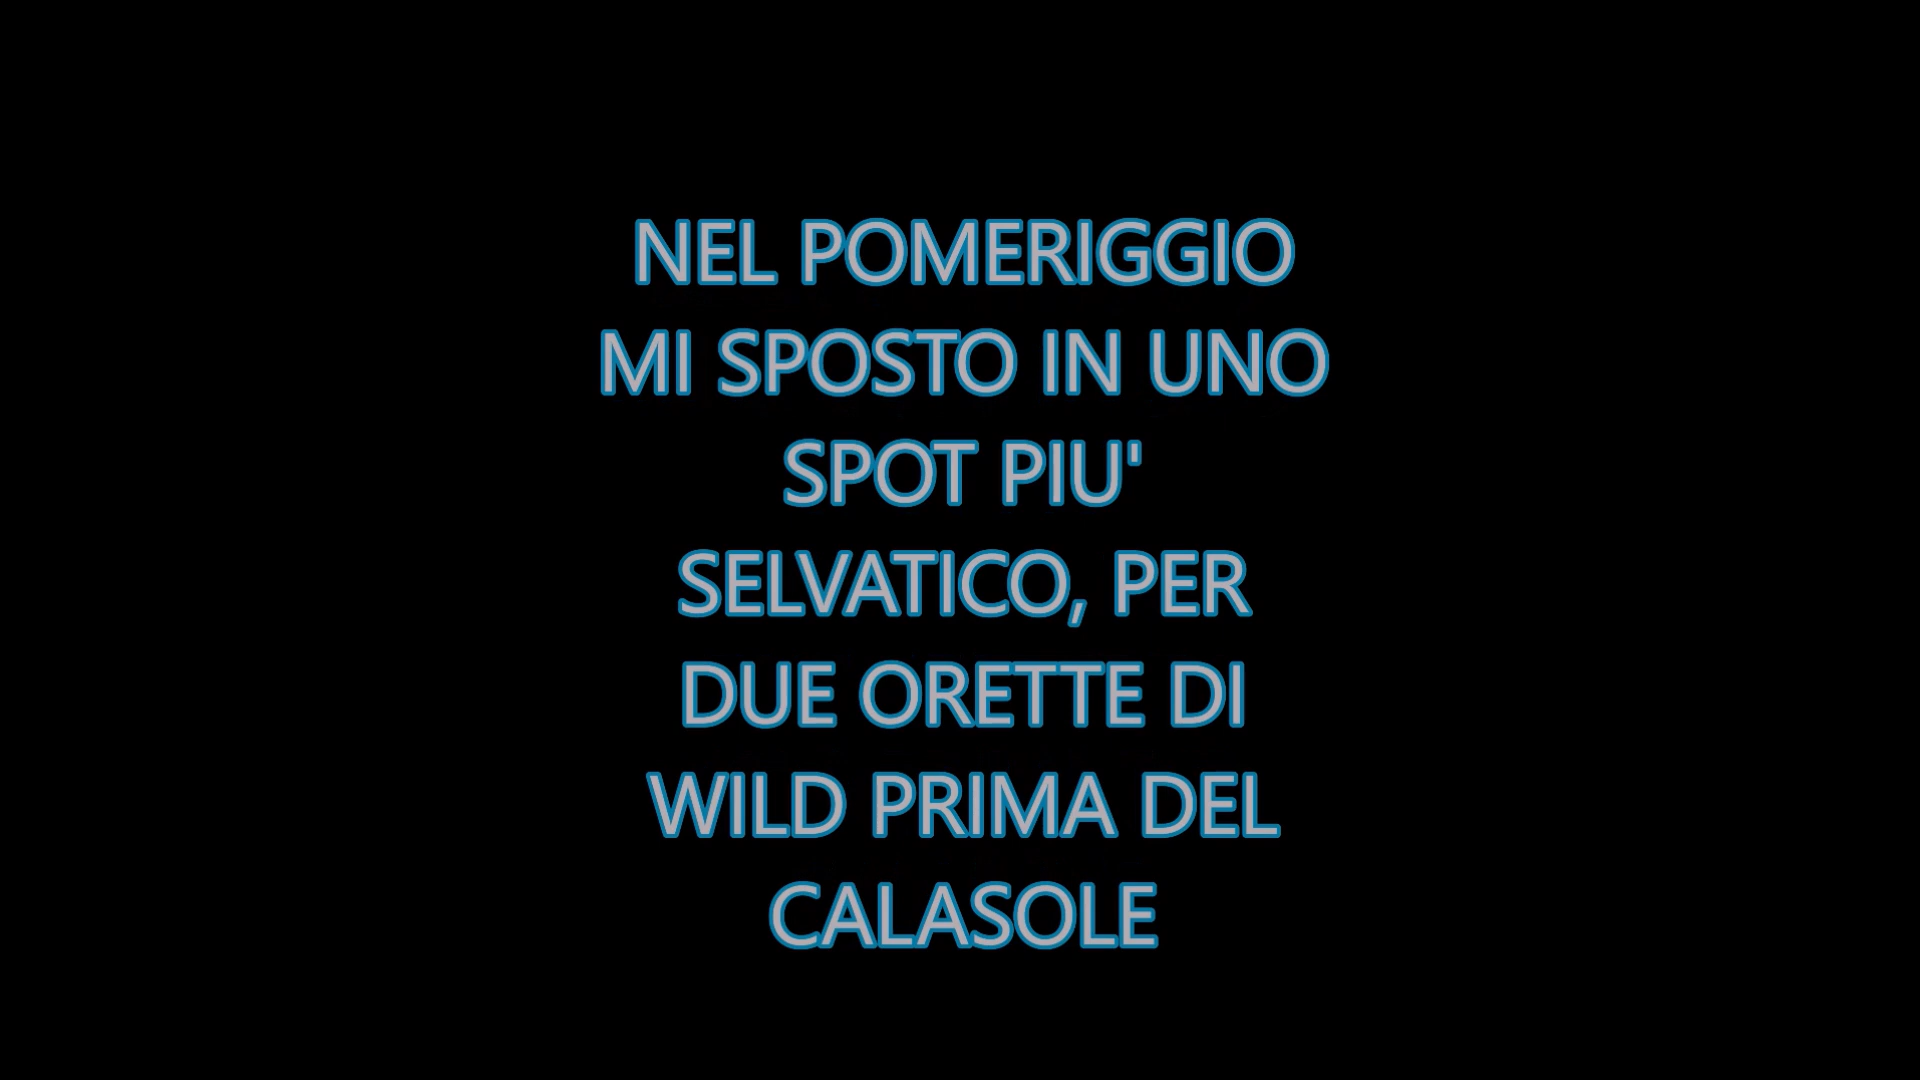 NEL POMERIGGIO
MI SPOSTO IN UNO
SPOT PIU'
SELVATICO, PER
DUE ORETTE DI
WILD PRIMA DEL
CALASOLE